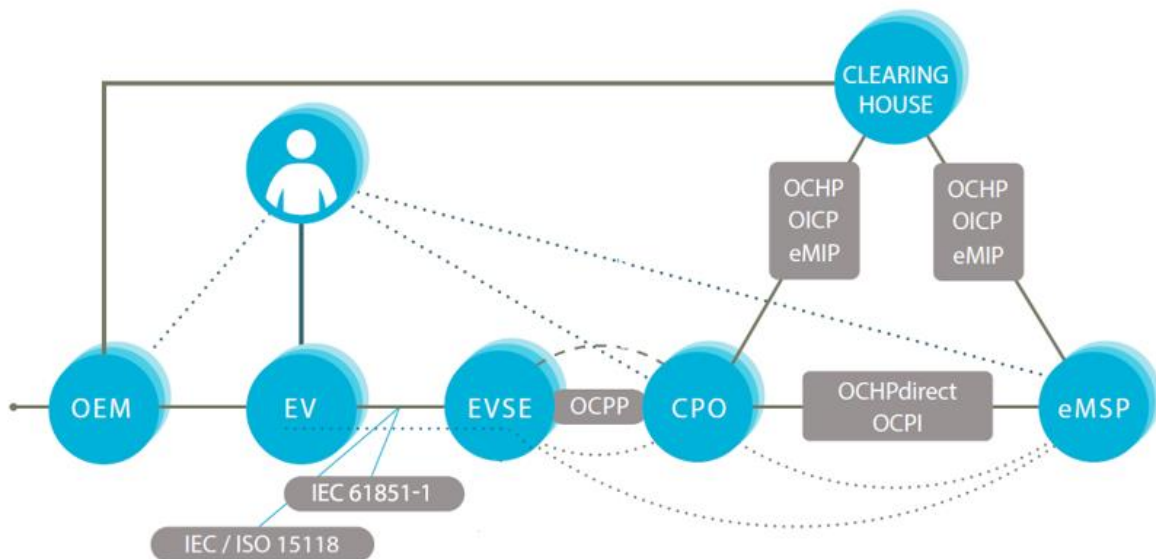 CLEARING
HOUSE
OCHP
OICP
eMIP
OCHP
OICP
eMIP
OEM
EV
EVSE
OCPP
CPO
OCHPdirect
OCPI
eMSP
IEC 61851-1
IEC / ISO 15118